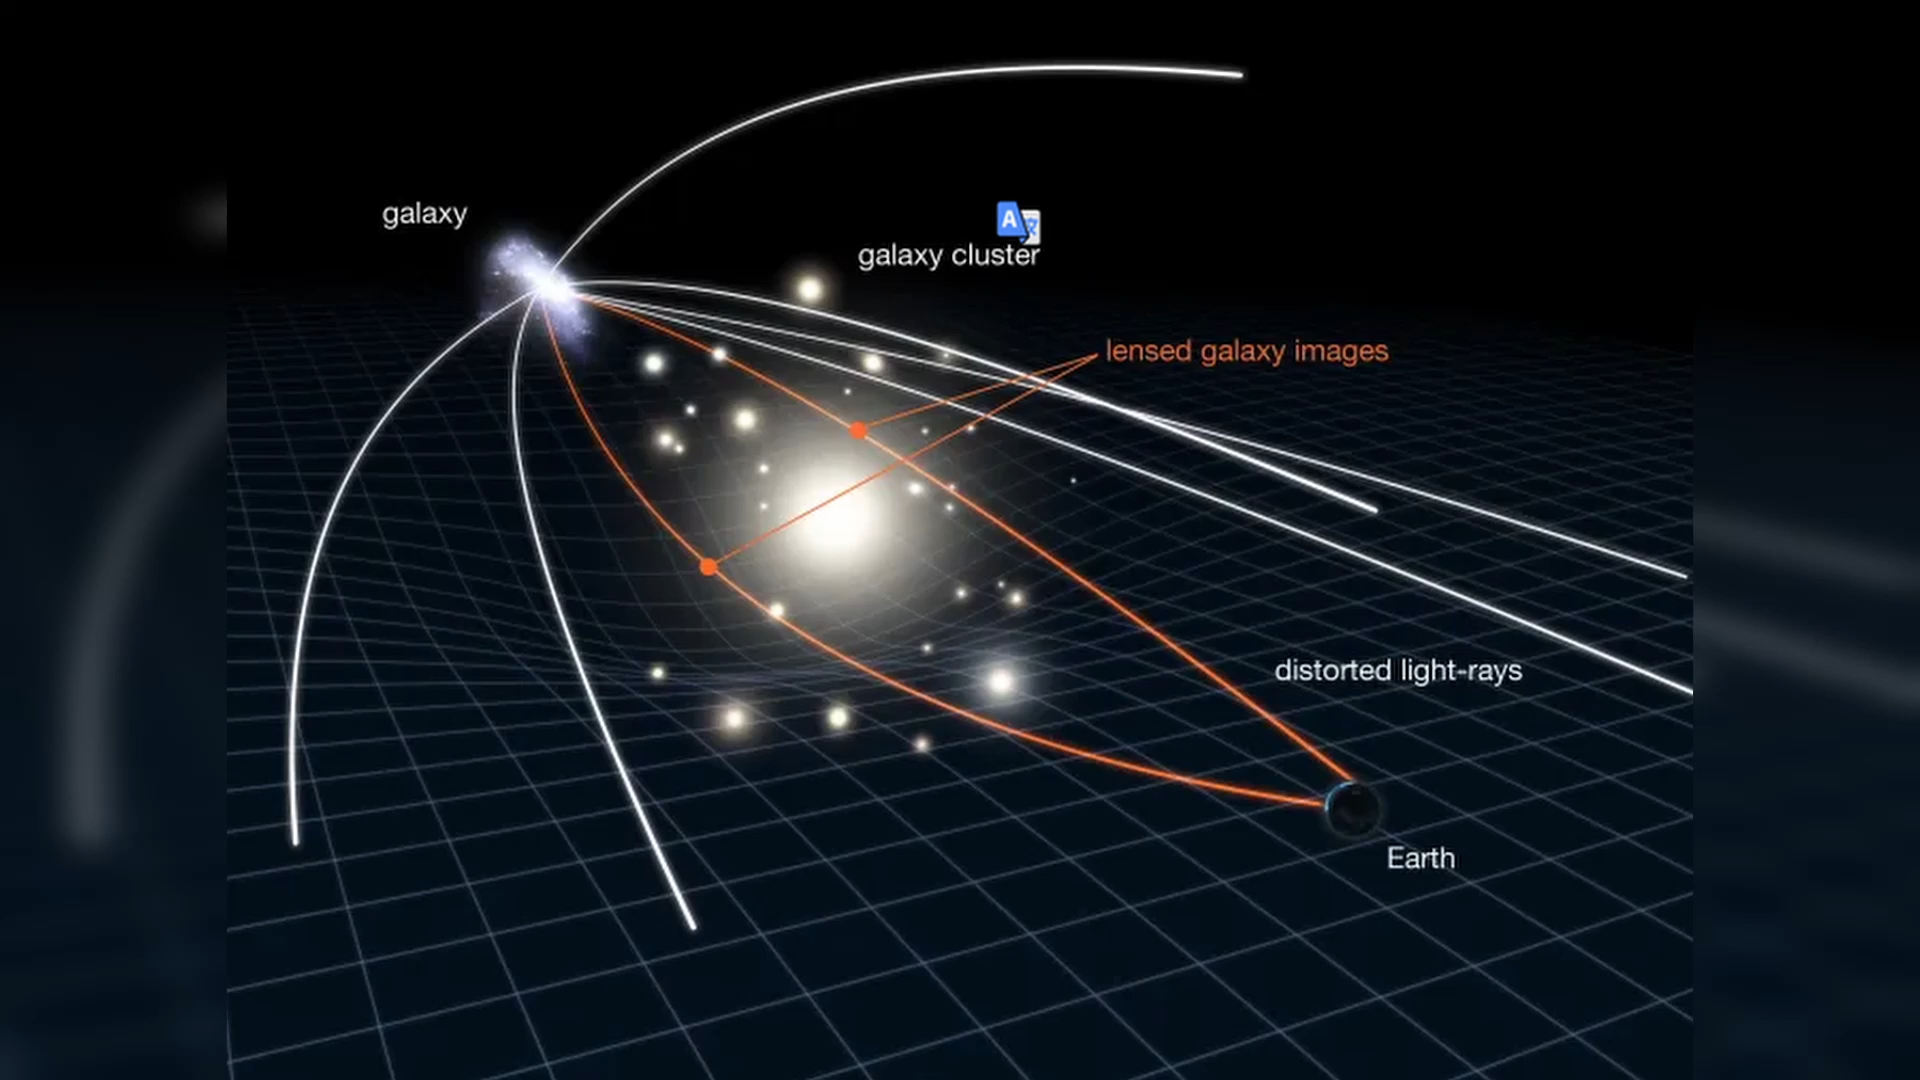 galaxy
galaxy cluster
lensed galaxy images
distorted light-rays
Earth